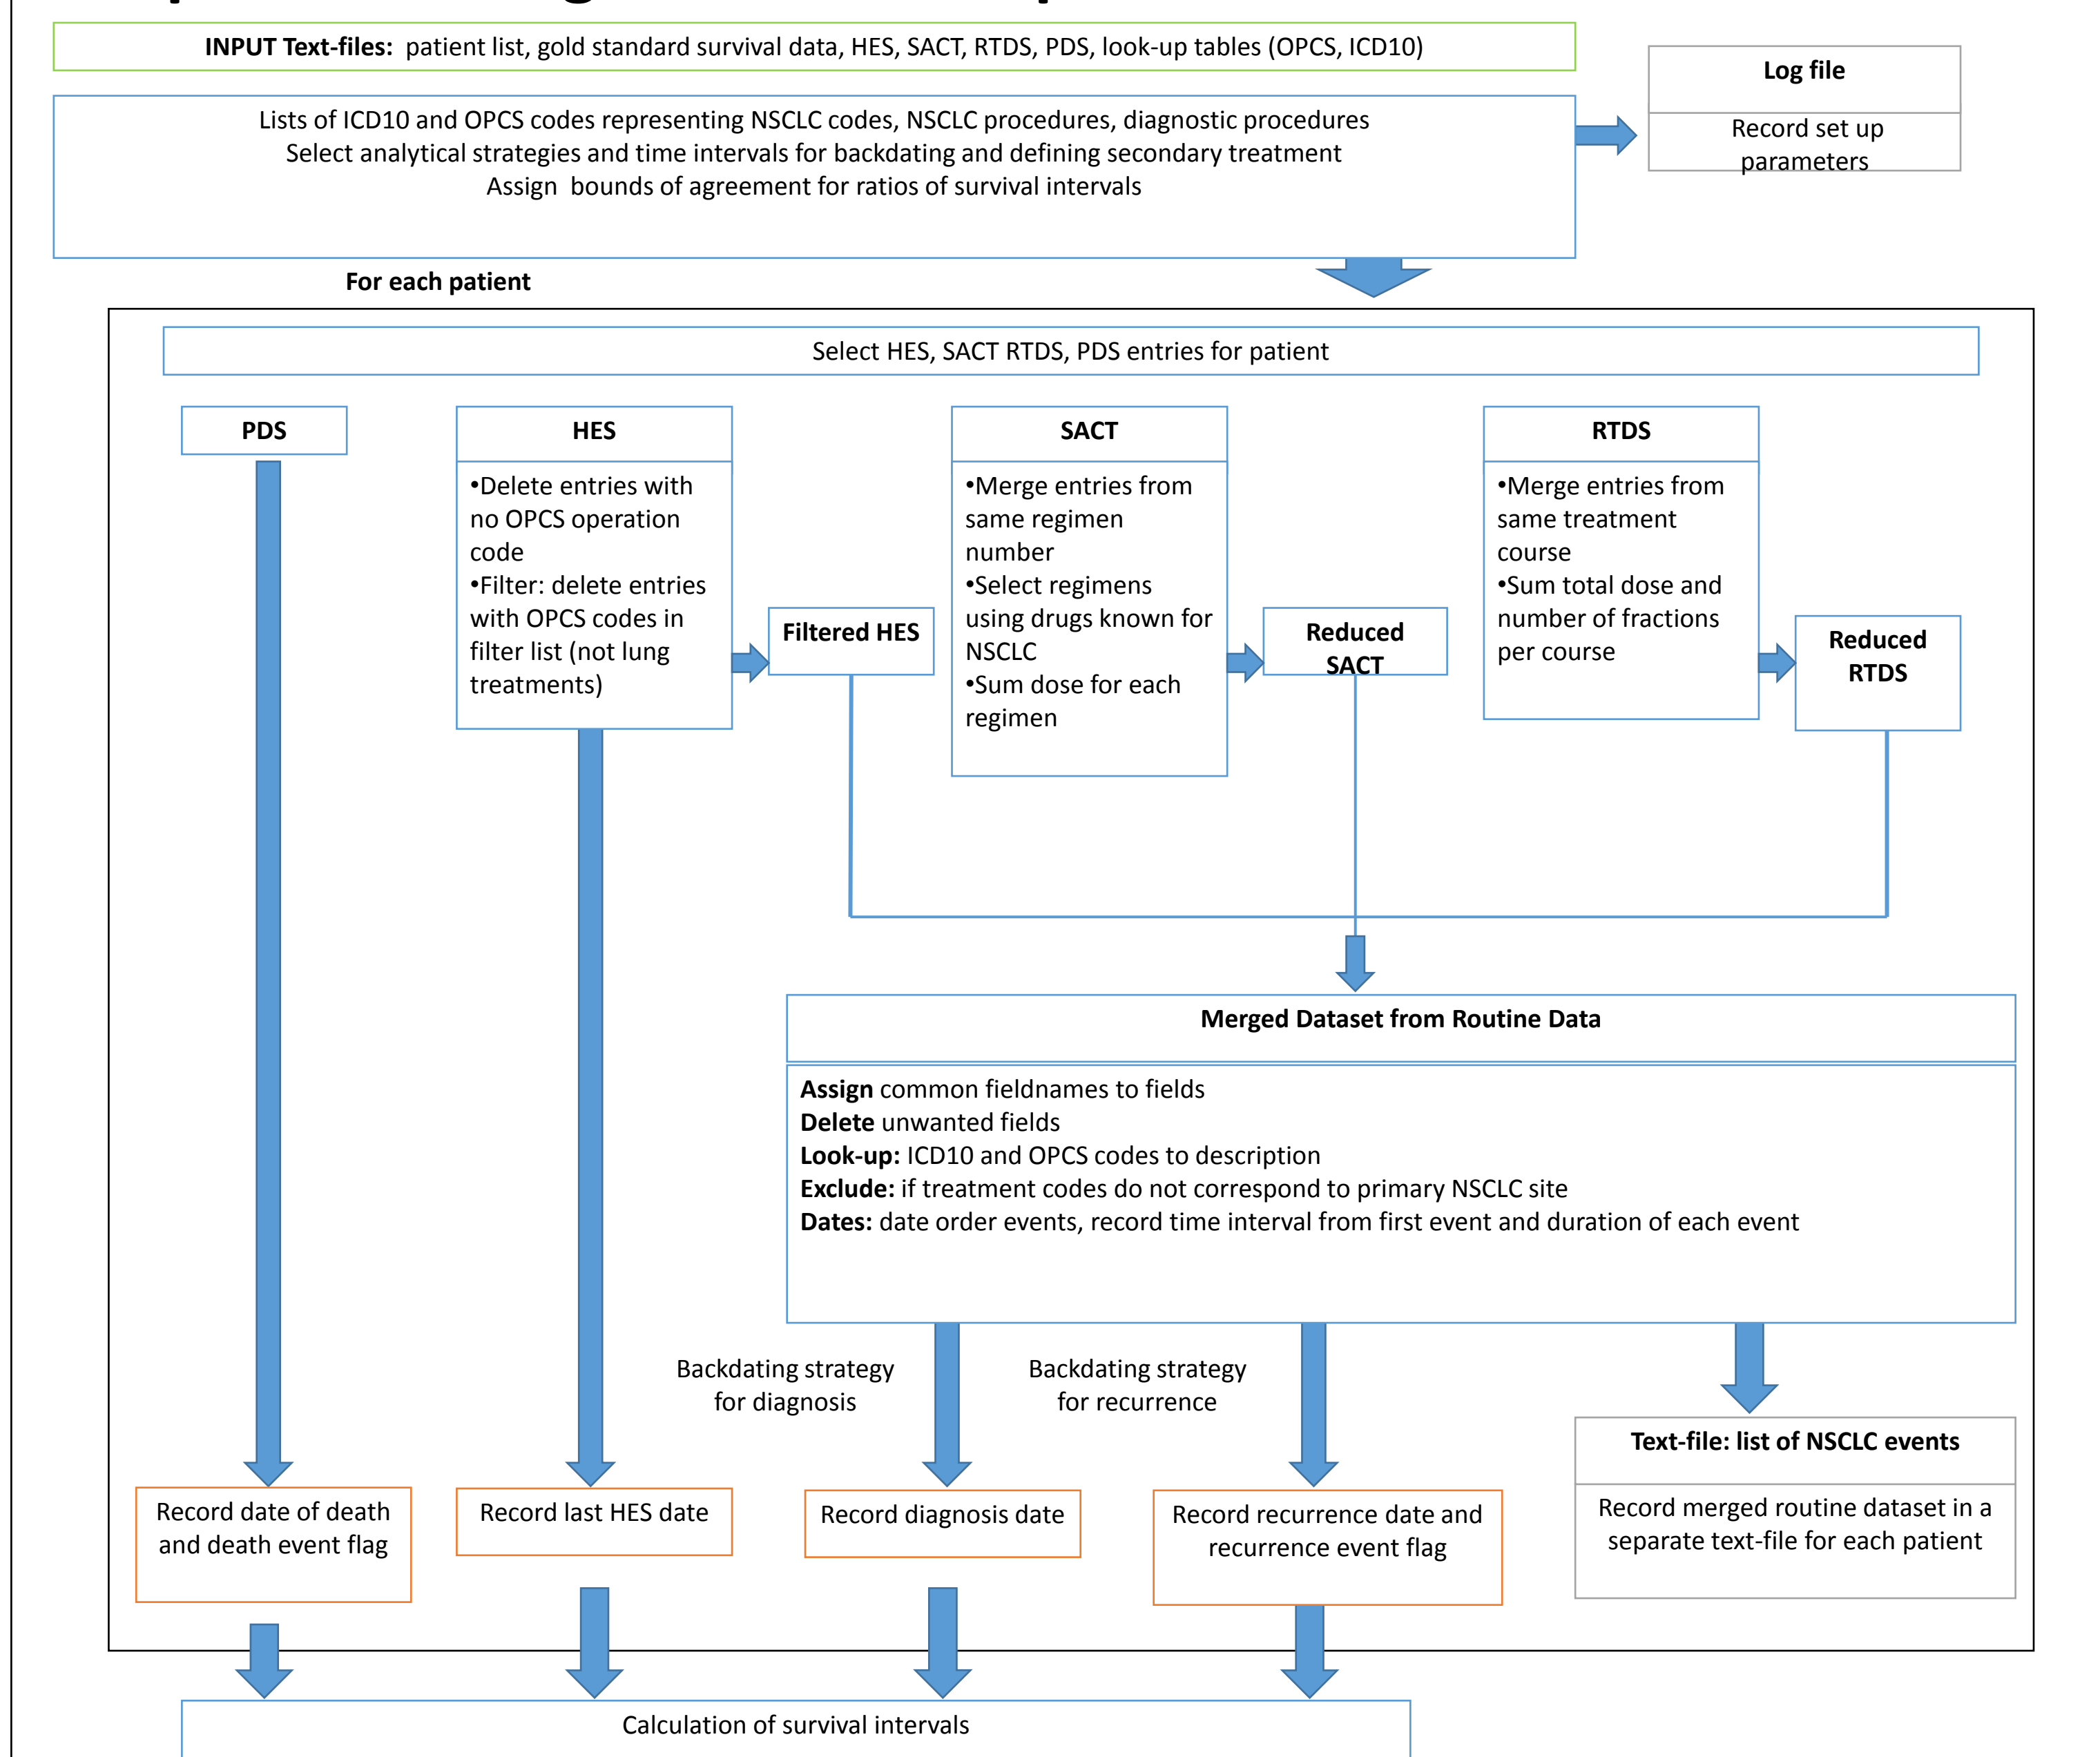 INPUT Text-files: patient list, gold standard survival data, HES, SACT, RTDS, PDS, look-up tables (OPCS, ICD10)
Log file
Record set up
parameters
Lists of ICD10 and OPCS codes representing NSCLC codes, NSCLC procedures, diagnostic procedures
Select analytical strategies and time intervals for backdating and defining secondary treatment
Assign  bounds of agreement for ratios of survival intervals
For each patient
Select HES, SACT RTDS, PDS entries for patient
PDS
HES
•Delete entries with
no OPCS operation
code
•Filter: delete entries
with OPCS codes in
filter list (not lung
treatments)
Filtered HES
SACT
•Merge entries from
same regimen
number
•Select regimens
using drugs known for
NSCLC
•Sum dose for each
regimen
Reduced
SACT
RTDS
•Merge entries from
same treatment
course
•Sum total dose and
number of fractions
per course
Reduced
RTDS
Merged Dataset from Routine Data
Assign common fieldnames to fields
Delete unwanted fields
Look-up: ICD10 and OPCS codes to description
Exclude: if treatment codes do not correspond to primary NSCLC site
Dates: date order events, record time interval from first event and duration of each event
Backdating strategy
for diagnosis
Backdating strategy
for recurrence
Text-file: list of NSCLC events
Record merged routine dataset in a
separate text-file for each patient
Record date of death
and death event flag
Record last HES date
Record diagnosis date
Record recurrence date and
recurrence event flag
Calculation of survival intervals